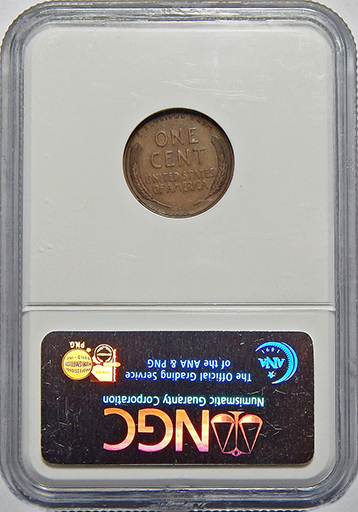 ONE
CENT
UNITED STATES
OF AMERICA
The Official Grading Service
of the ANA & PNG
ANA
1891
PNG
Numismatic Guaranty Corporation
NGC